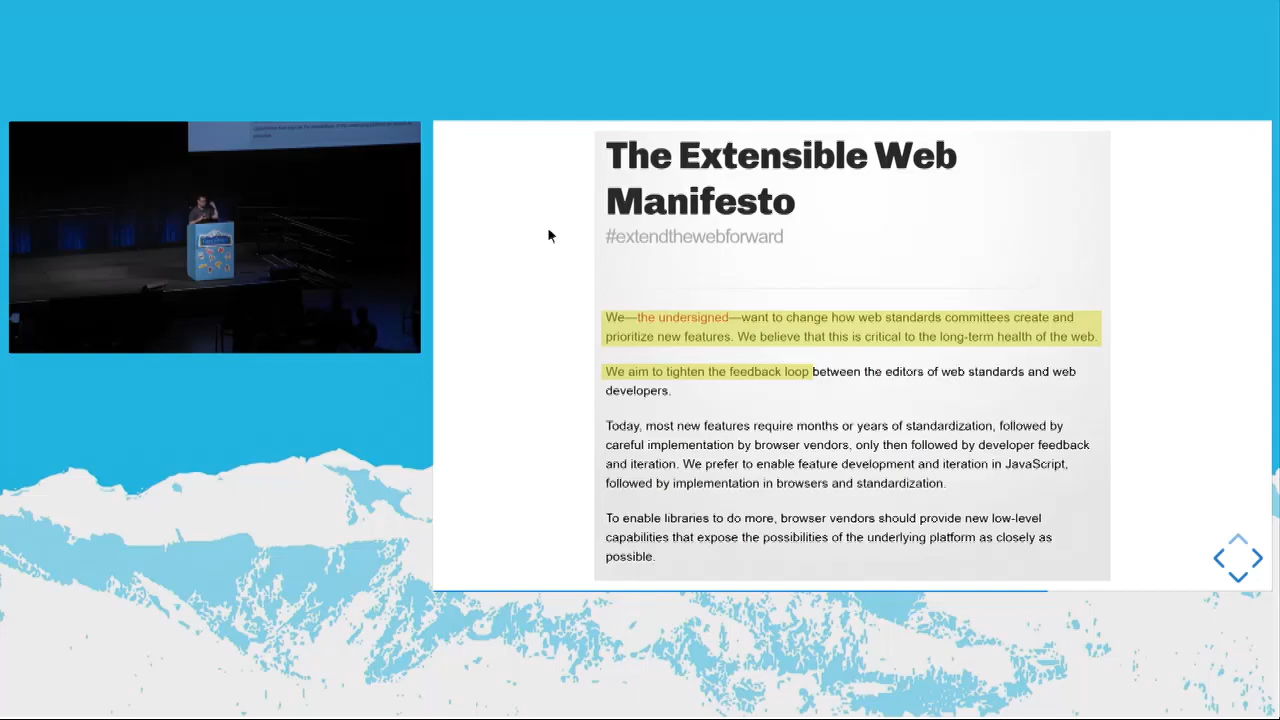 The Extensible Web
Manifesto
#extendthewebforward
We—the undersigned—want to change how web standards committees create and
prioritize new features. We believe that this is critical to the long-term health of the web.
We aim to tighten the feedback loop between the editors of web standards and web
developers.
Today, most new features require months or years of standardization, followed by
careful implementation by browser vendors, only then followed by developer feedback
and iteration. We prefer to enable feature development and iteration in JavaScript,
followed by implementation in browsers and standardization.
To enable libraries to do more, browser vendors should provide new low-level
capabilities that expose the possibilities of the underlying platform as closely as
possible.